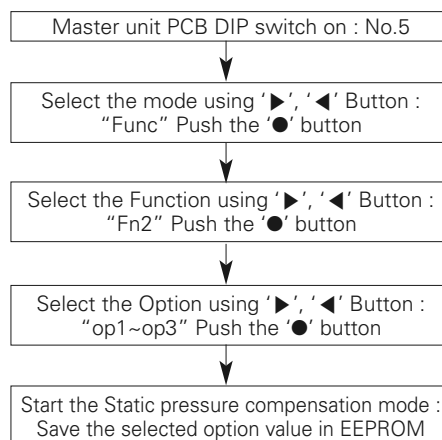 Master unit PCB DIP switch on : No.5
Select the mode using ‘▶’, ‘◀’ Button :
“Func” Push the ‘●’ button
Select the Function using ‘▶’, ‘◀’ Button :
“Fn2” Push the ‘●’ button
Select the Option using ‘▶’, ‘◀’ Button :
“op1~op3” Push the ‘●’ button
Start the Static pressure compensation mode :
Save the selected option value in EEPROM